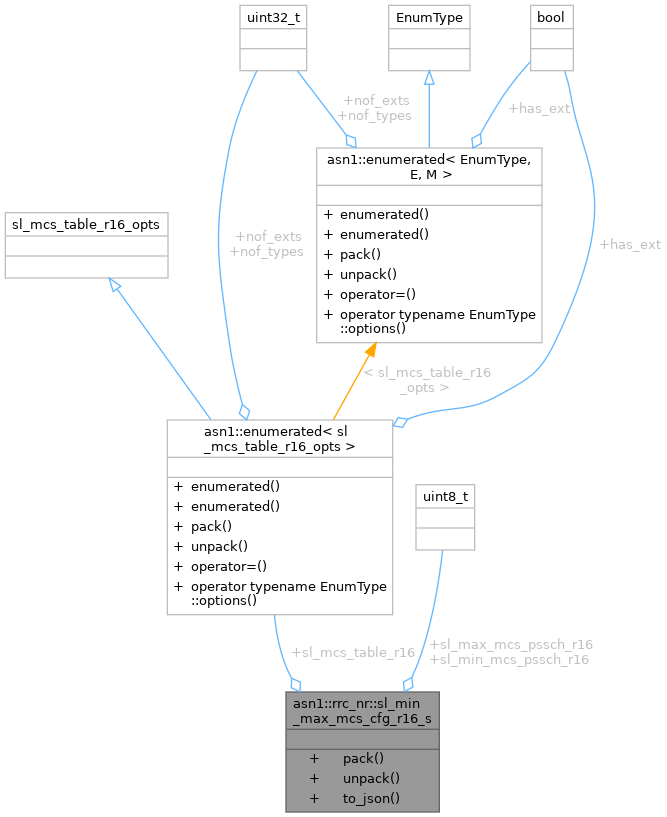 uint32_t
EnumType
bool
+nof_exts
+nof_types
+has_ext
asn1::enumerated< EnumType,
E, M >
+ enumerated()
+ enumerated()
+ pack()
+ unpack()
+ operator=()
+ operator typename EnumType
::options()
sl_mcs_table_r16_opts
+nof_exts
+nof_types
+has_ext
< sl_mcs_table_r16
_opts >
asn1::enumerated< sl
_mcs_table_r16_opts >
+ enumerated()
+ enumerated()
+ pack()
+ unpack()
+ operator=()
+ operator typename EnumType
::options()
uint8_t
+sl_mcs_table_r16
+sl_max_mcs_pssch_r16
+sl_min_mcs_pssch_r16
asn1::rrc_nr::sl_min
_max_mcs_cfg_r16_s
+ pack()
+ unpack()
+ to_json()